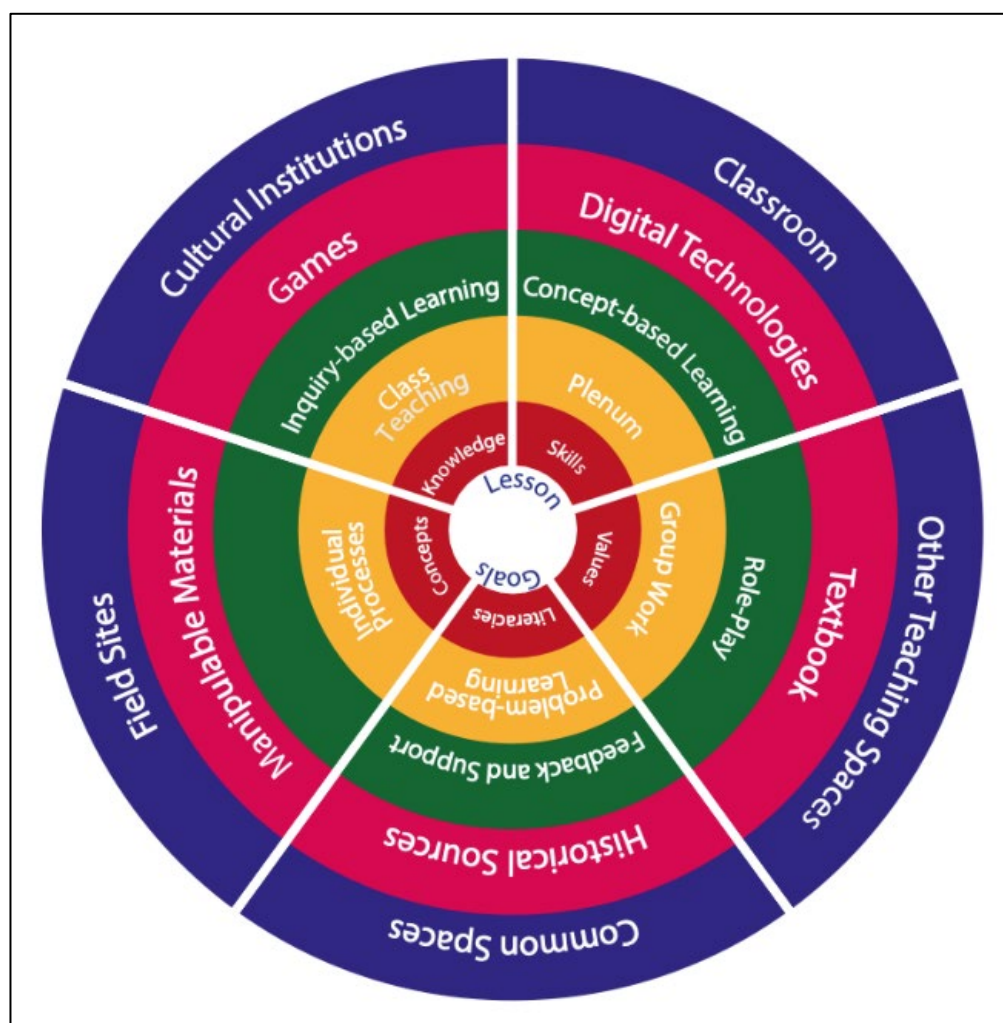 Cultural Institutions
Classroom
Other Teaching Spaces
Common Spaces
Field Sites
Games
Digital Technologies
Textbook
Historical Sources
Manipulable Materials
Inquiry-based Learning
Concept-based Learning
Role-Play
Feedback and Support
Class
Teaching
Plenum
Group Work
Problem-based
Learning
Individual
Processes
Knowledge
Skills
Values
Literacies
Concepts
Lesson
Goals